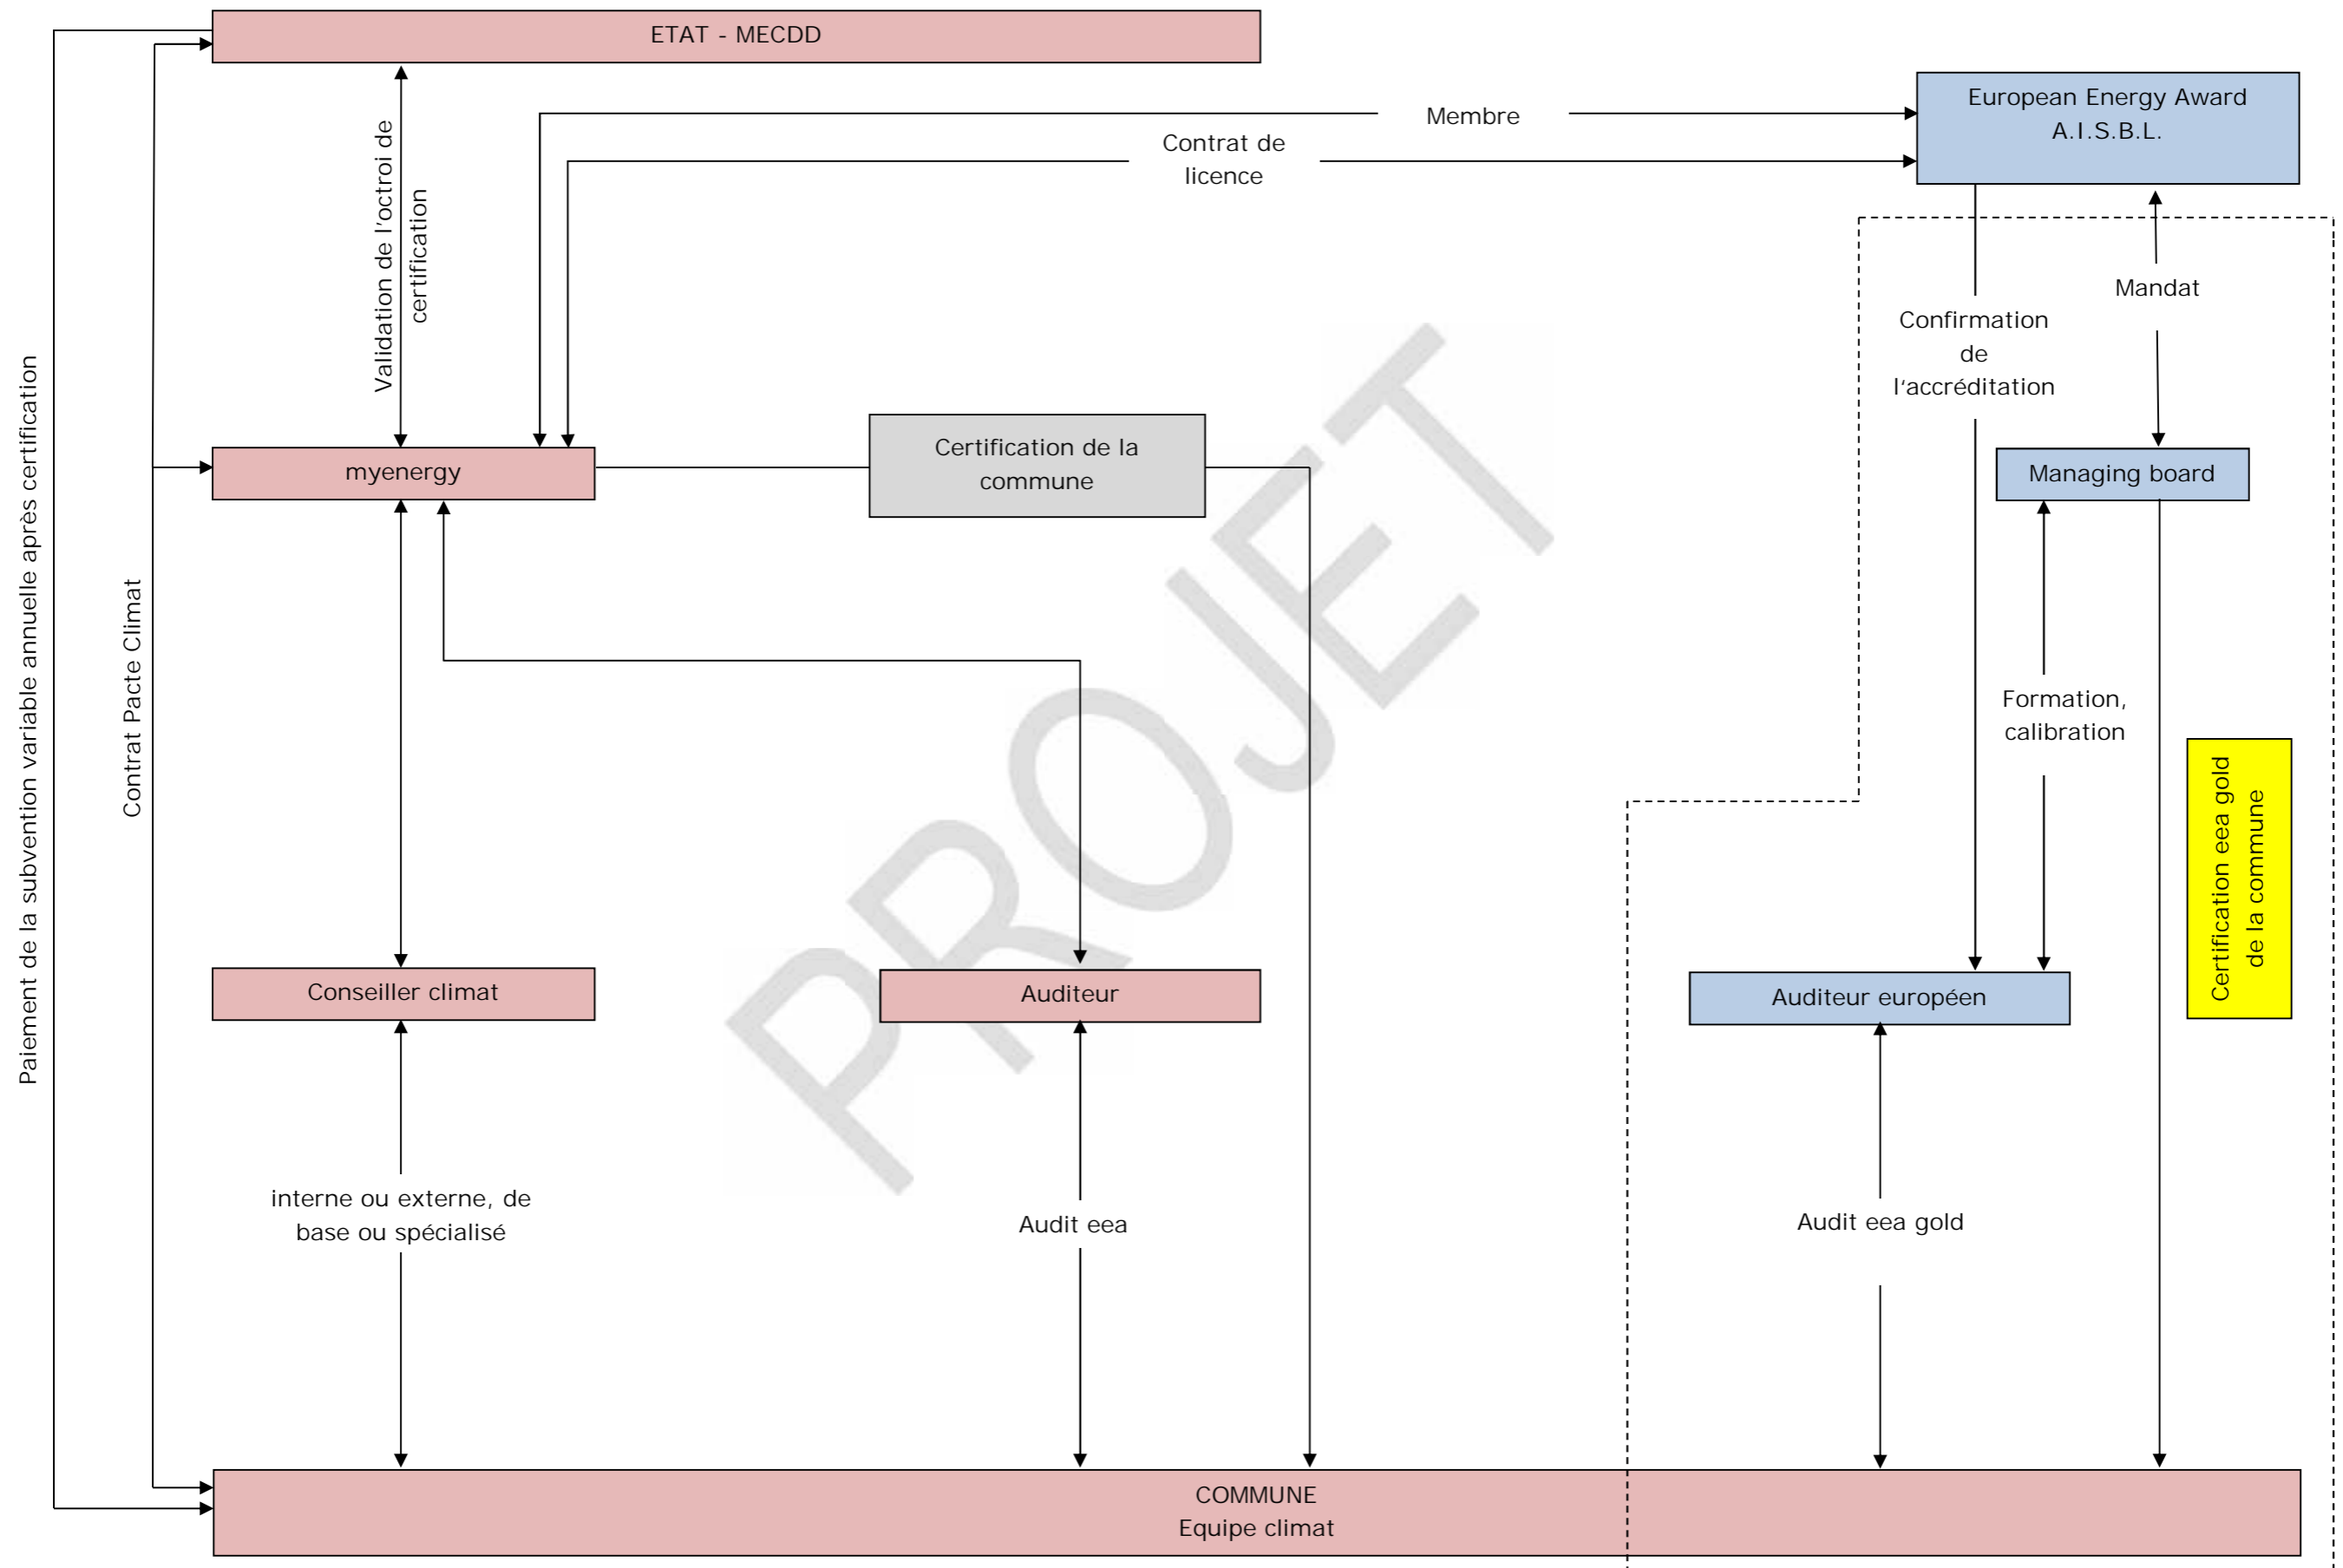 ETAT - MECDD
European Energy Award
A.I.S.B.L.
Membre
Contrat de
licence
Validation de l'octroi de
certification
Mandat
Confirmation
de
l'accréditation
Paiement de la subvention variable annuelle après certification
Contrat Pacte Climat
myenergy
Certification de la
commune
Managing board
PROJET
Formation,
calibration
Certification eea gold
de la commune
Conseiller climat
Auditeur
Auditeur européen
interne ou externe, de
base ou spécialisé
Audit eea
Audit eea gold
COMMUNE
Equipe climat